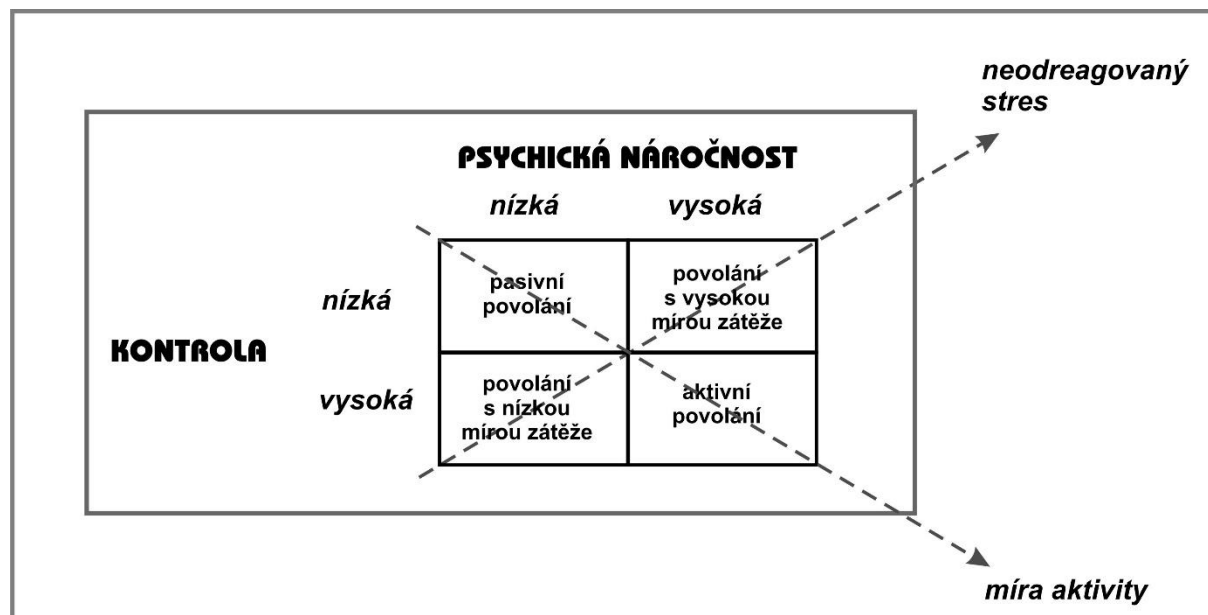 neodreagovaný
stres
PSYCHICKÁ NÁROČNOST
nízká vysoká
nízká
pasivní
povolání
povolání
s vysokou
mírou zátěže
KONTROLA
vysoká
povolání
s nízkou
mírou zátěže
aktivní
povolání
míra aktivity